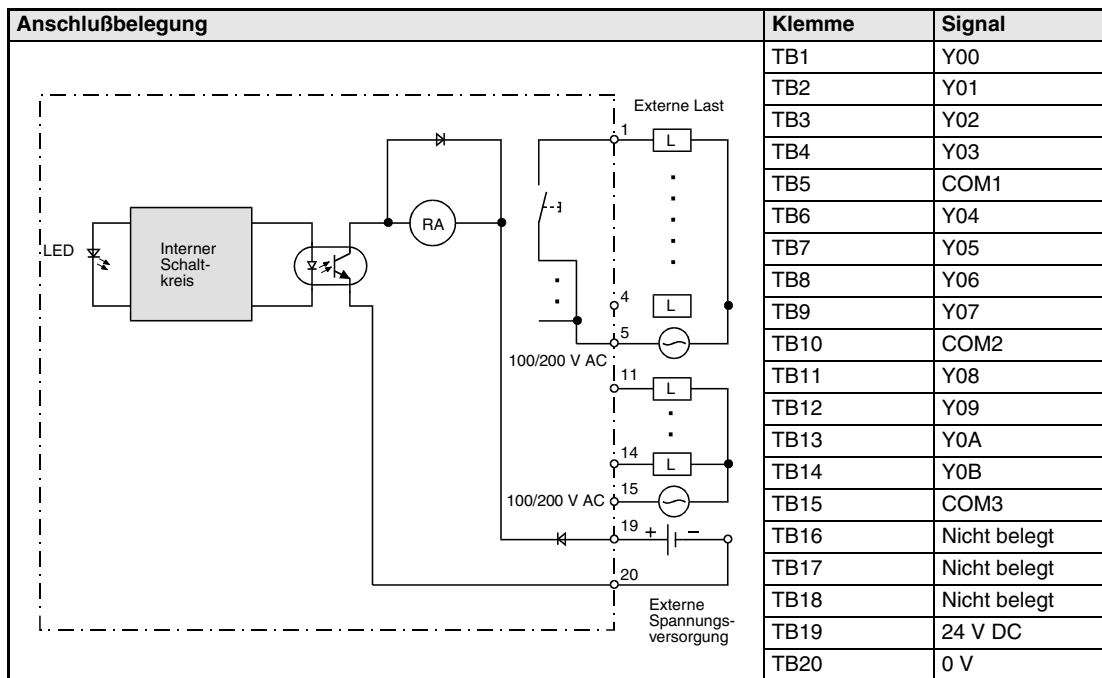 Anschlußbelegung
Klemme Signal
TB1 Y00
TB2 Y01
TB3 Y02
TB4 Y03
TB5 COM1
TB6 Y04
TB7 Y05
TB8 Y06
TB9 Y07
TB10 COM2
TB11 Y08
TB12 Y09
TB13 Y0A
TB14 Y0B
TB15 COM3
TB16 Nicht belegt
TB17 Nicht belegt
TB18 Nicht belegt
TB19 24 V DC
TB20 0 V
Externe Last
1
L
RA
LED
Interner
Schalt-
kreis
4
L
5
100/200 V AC
11
L
14
L
15
100/200 V AC
19
+ –
20
Externe
Spannungs-
versorgung